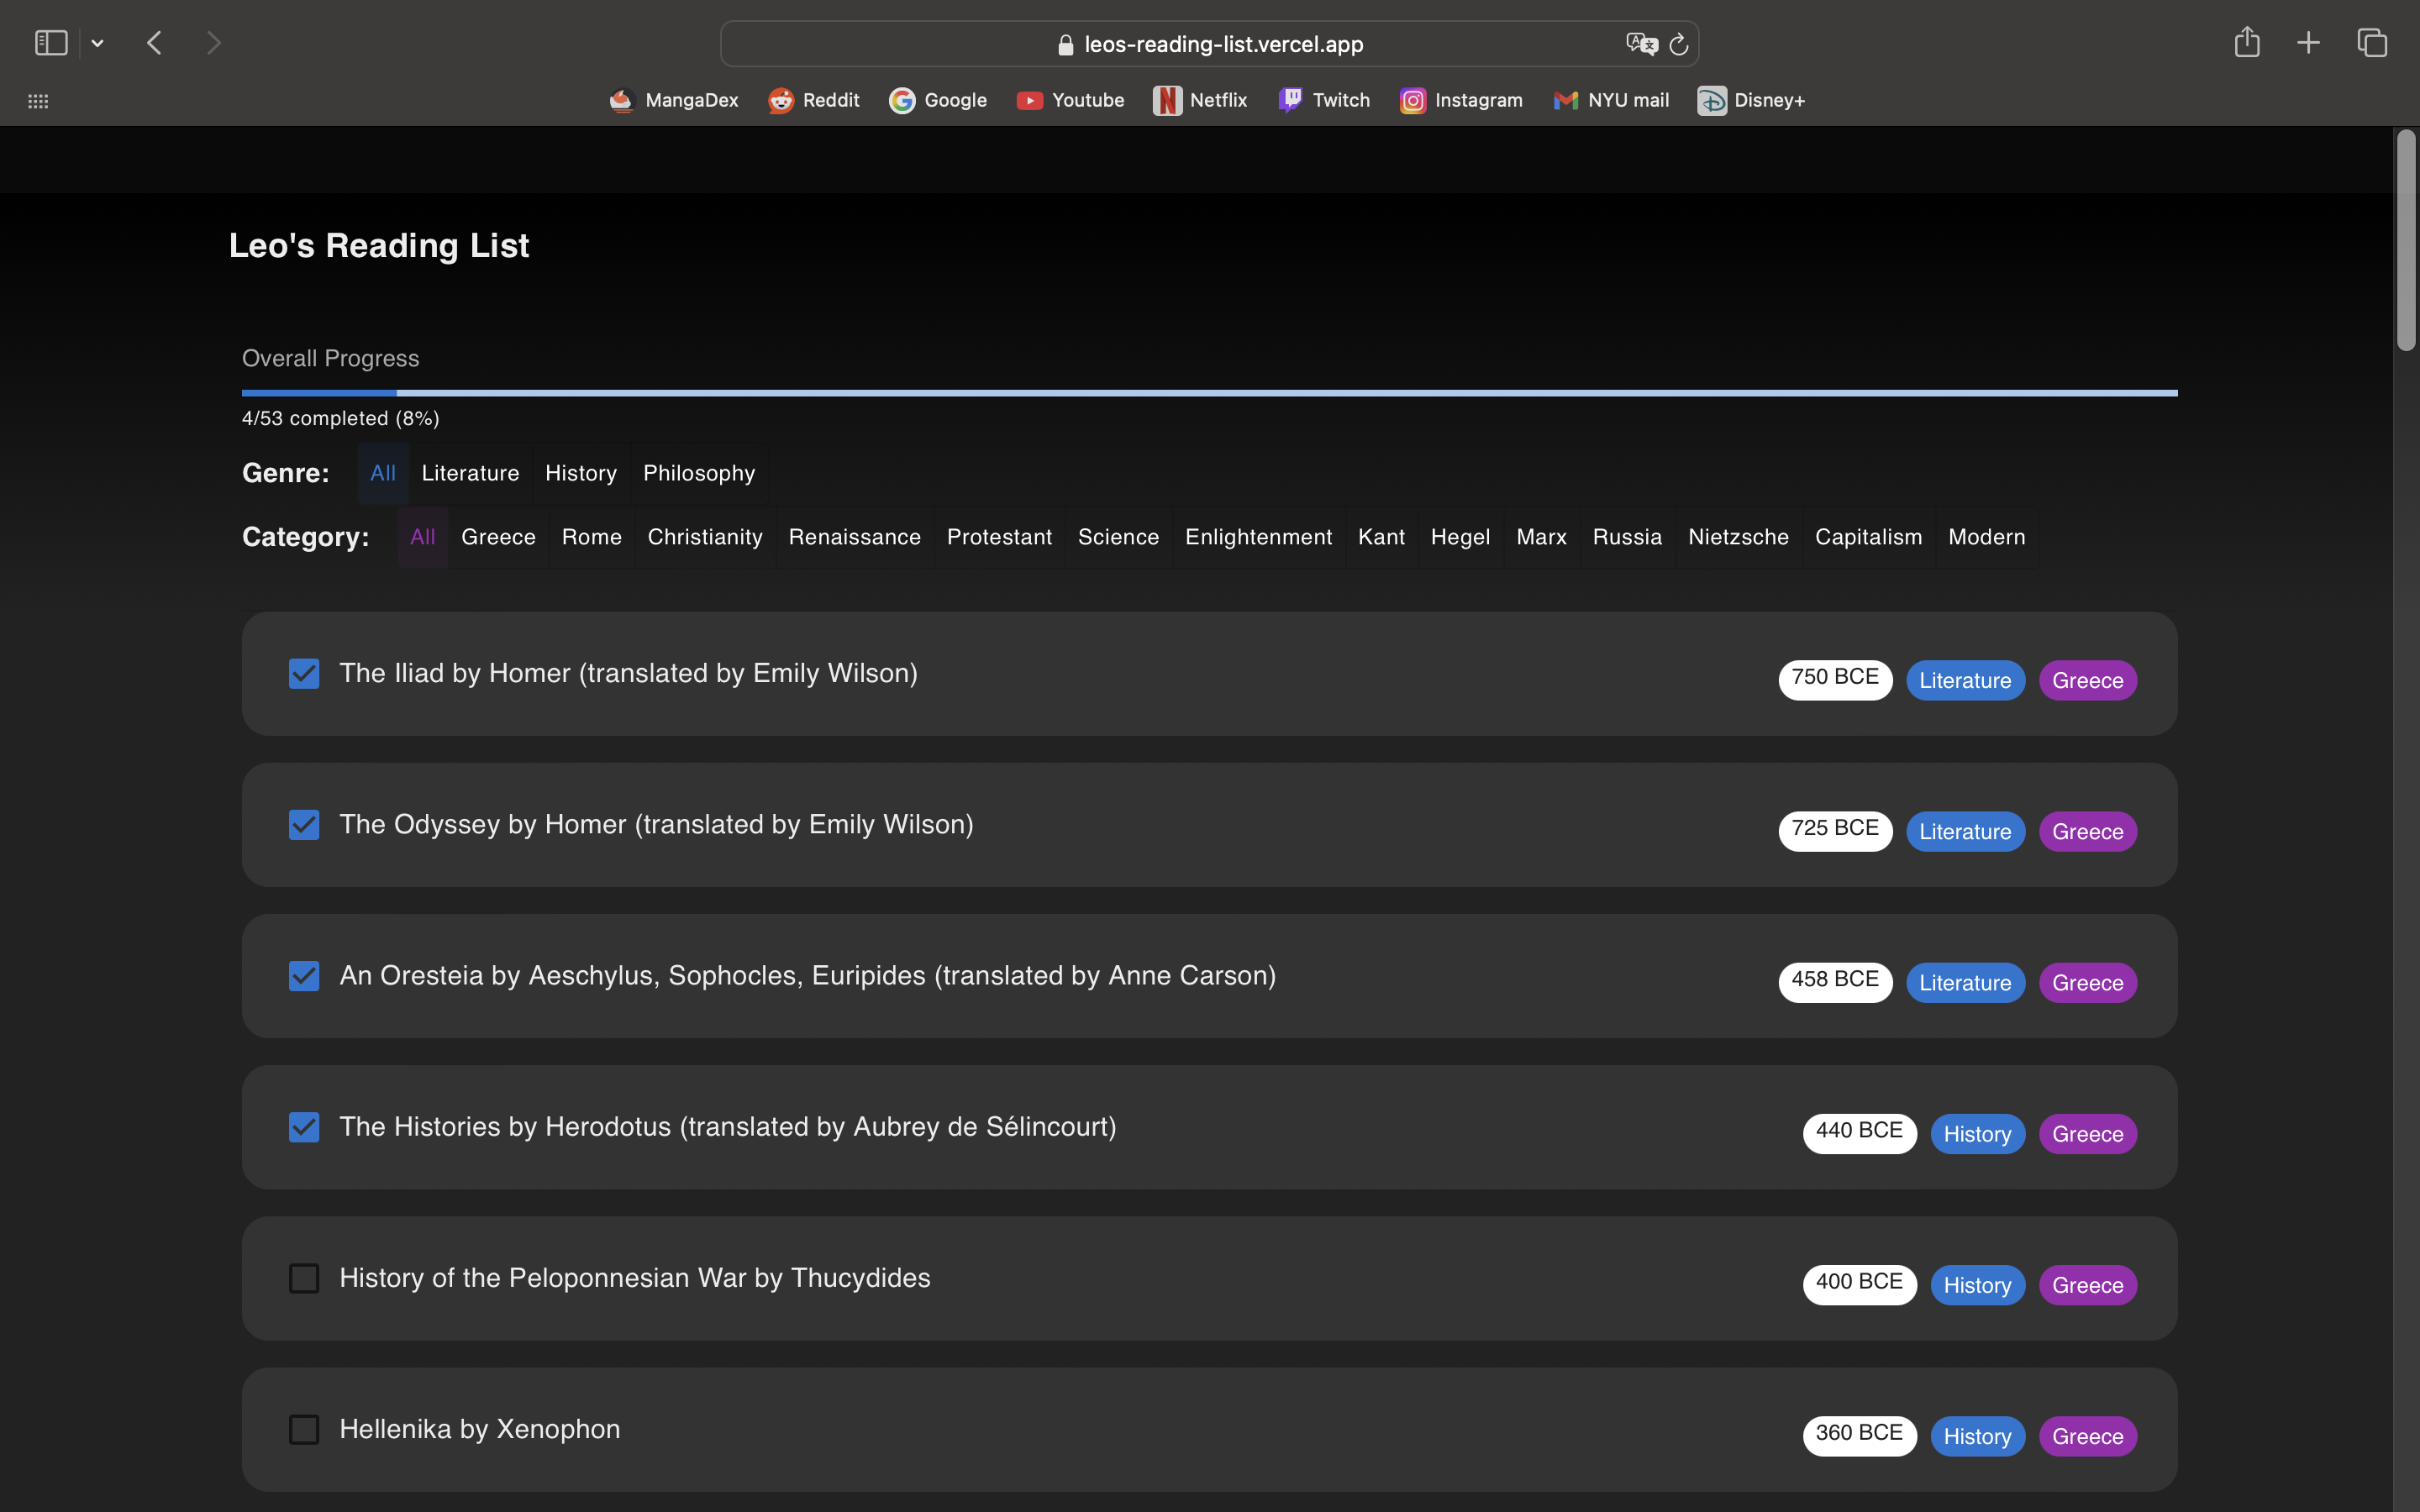 leos-reading-list.vercel.app
MangaDex Reddit Google Youtube Netflix Twitch Instagram NYU mail Disney+
Leo's Reading List
Overall Progress
4/53 completed (8%)
Genre: All Literature History Philosophy
Category: All Greece Rome Christianity Renaissance Protestant Science Enlightenment Kant Hegel Marx Russia Nietzsche Capitalism Modern
The Iliad by Homer (translated by Emily Wilson) 750 BCE Literature Greece
The Odyssey by Homer (translated by Emily Wilson) 725 BCE Literature Greece
An Oresteia by Aeschylus, Sophocles, Euripides (translated by Anne Carson) 458 BCE Literature Greece
The Histories by Herodotus (translated by Aubrey de Sélincourt) 440 BCE History Greece
History of the Peloponnesian War by Thucydides 400 BCE History Greece
Hellenika by Xenophon 360 BCE History Greece